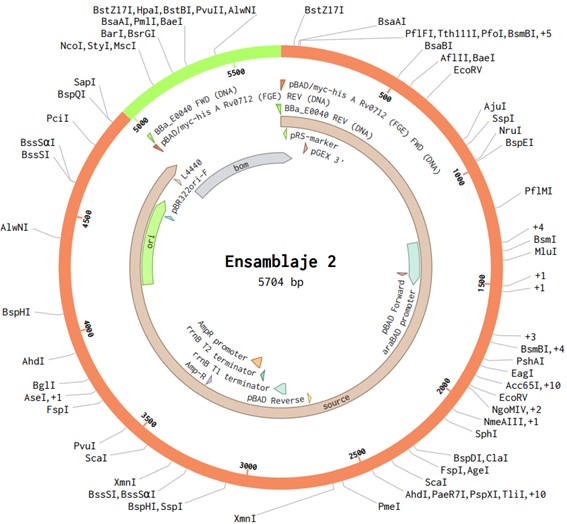 BstZ17I,HpaI,BstBI,PvuII,AlwNI
BsaAI,PmlI,BaeI
BarI,BsrGI
NcoI,StyI,MscI
SapI
BspQI
PciI
BssSαI
BssSI
AlwNI
BspHI
AhdI
BglI
AseI,+1
FspI
PvuI
ScaI
XmnI
BssSI,BssSαI
BspHI,SspI
XmnI
BstZ17I
BsaAI
PflFI,Tth111I,PfoI,BsmBI,+5
BsaBI
AflII,BaeI
EcoRV
AjuI
SspI
NruI
BspEI
PflMI
+4
BsmI
MluI
+1
+1
+3
BsmBI,+4
PshAI
EagI
Acc65I,+10
EcoRV
NgoMIV,+2
NmeAIII,+1
SphI
BspDI,ClaI
FspI,AgeI
ScaI
AhdI,PaeR7I,PspXI,TliI,+10
PmeI
500
1000
1500
2000
2500
3000
3500
4000
4500
5000
5500
BBa_E0040 FWD (DNA)
pBAD/myc-his A Rv0712 (FGE) REV (DNA)
pBAD/myc-his A Rv0712 (FGE) FWD (DNA)
BBa_E0040 REV (DNA)
pRS-marker
pGEX 3'
L4440
pBR322ori-F
bom
ori
Ensamblaje 2
5704 bp
pBAD Forward
araBAD promoter
AmpR promoter
rrnB T2 terminator
rrnB T1 terminator
Amp-R
pBAD Reverse
source